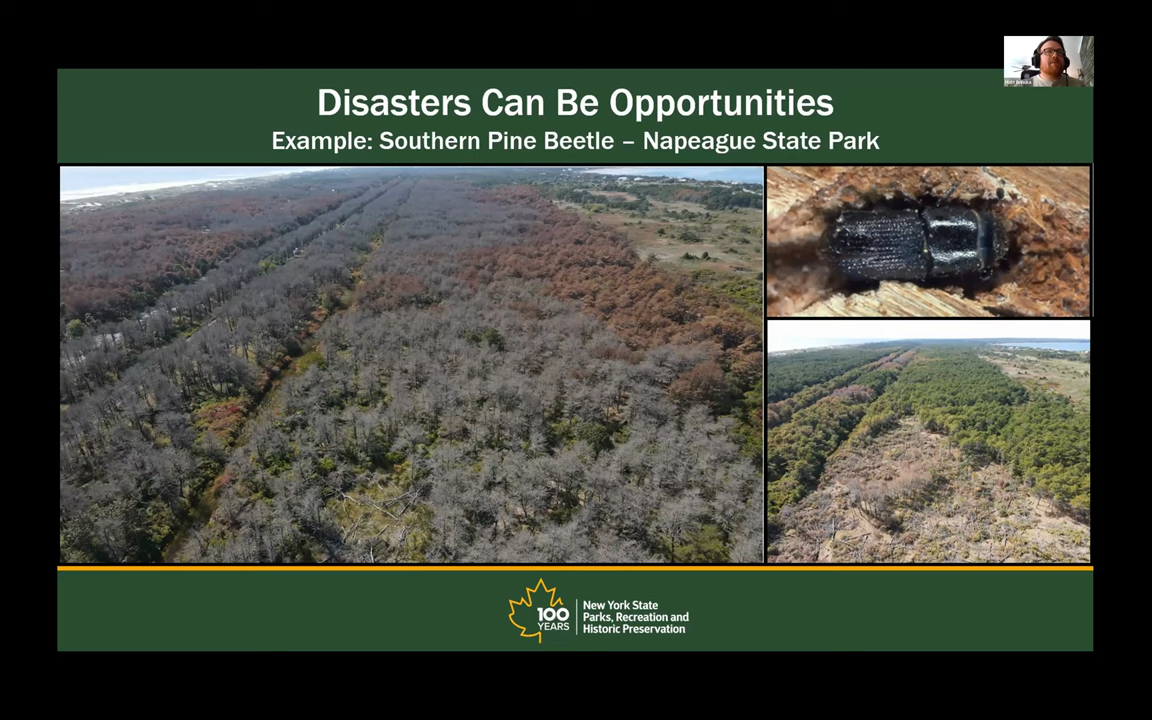 Disasters Can Be Opportunities
Example: Southern Pine Beetle – Napeague State Park
100
YEARS
New York State
Parks, Recreation and
Historic Preservation